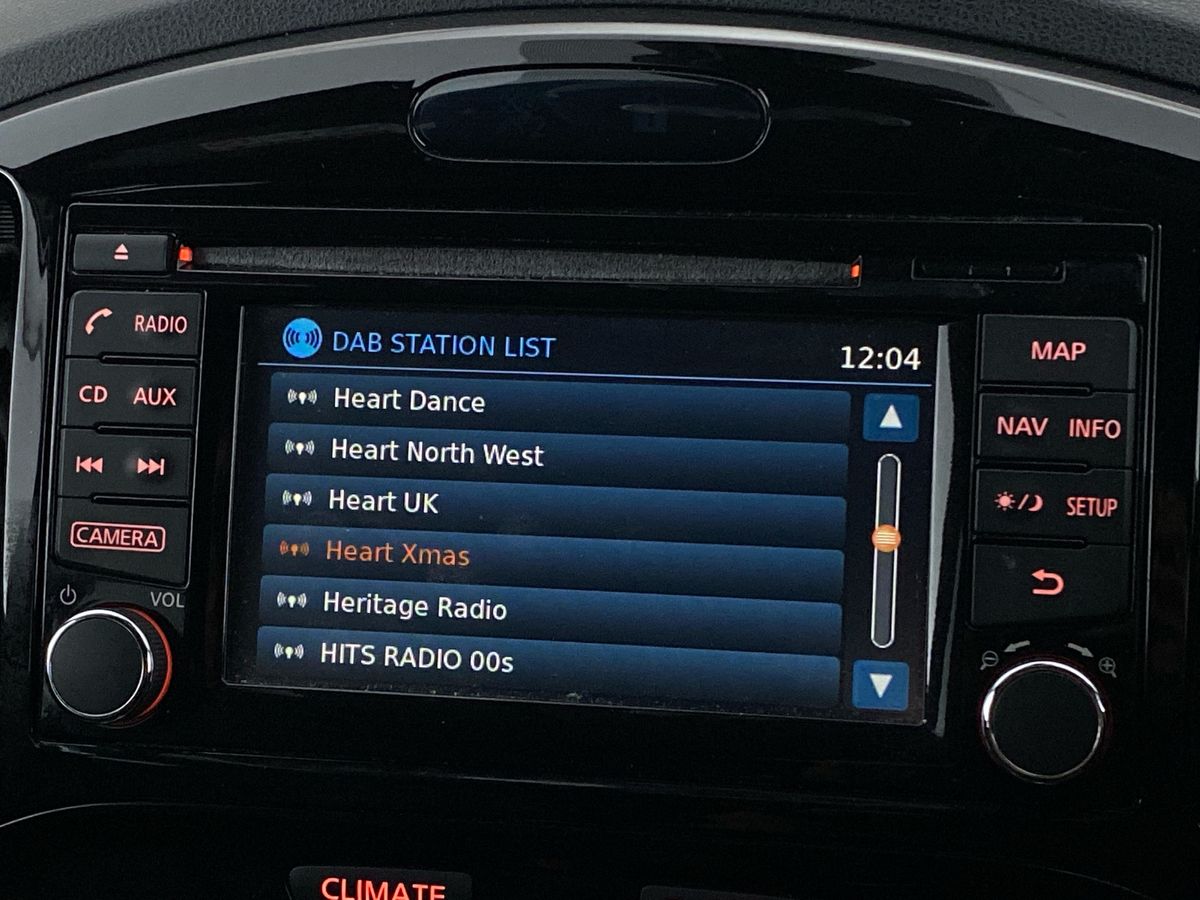 RADIO
CD AUX
CAMERA
VOL
DAB STATION LIST
12:04
Heart Dance
Heart North West
Heart UK
Heart Xmas
Heritage Radio
HITS RADIO 00s
MAP
NAV INFO
SETUP
CLIMATE